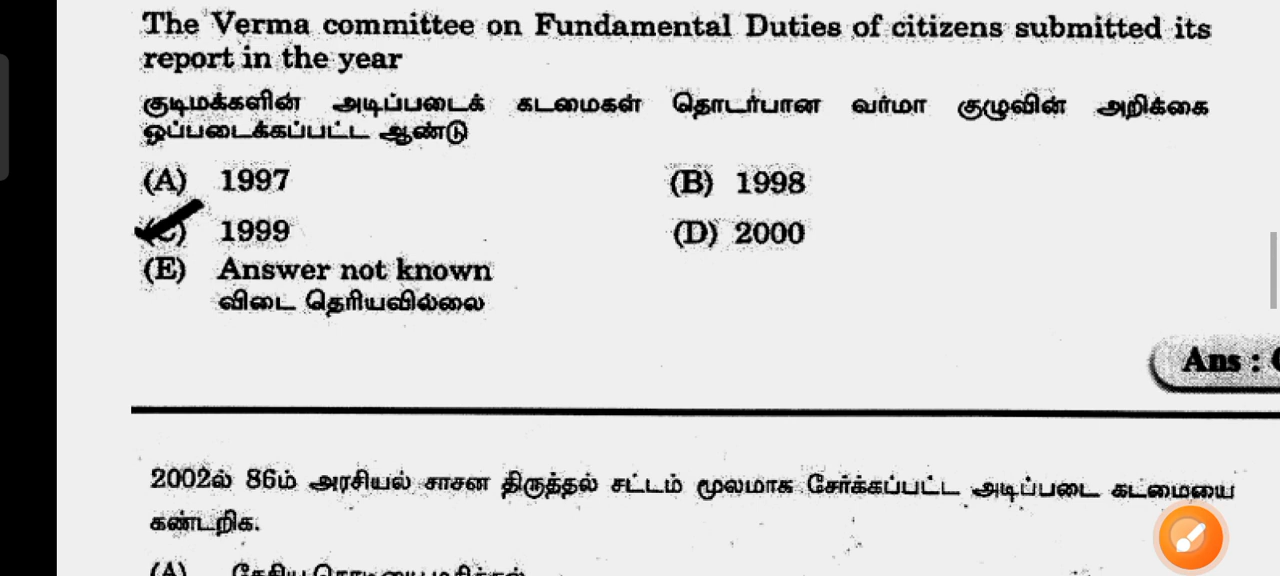 The Verma committee on Fundamental Duties of citizens submitted its
report in the year
குடிமக்களின் அடிப்படைக் கடமைகள் தொடர்பான வர்மா குழுவின் அறிக்கை
ஒப்படைக்கப்பட்ட ஆண்டு
(A) 1997 (B) 1998
(C) 1999 (D) 2000
(E) Answer not known
விடை தெரியவில்லை
Ans :
2002ல் 86ம் அரசியல் சாசன திருத்தல் சட்டம் மூலமாக சேர்க்கப்பட்ட அடிப்படை கடமையை
கண்டறிக.
(A)